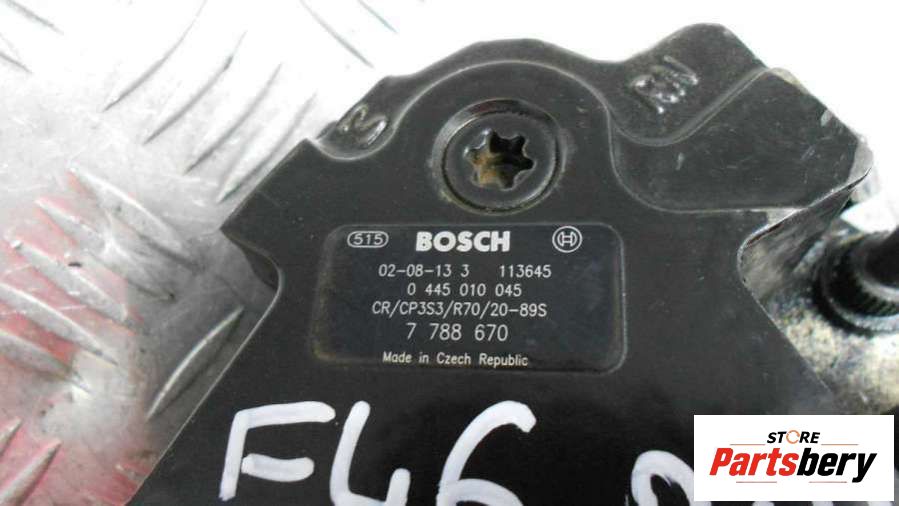 515 BOSCH
02-08-13 3 113645
0 445 010 045
CR/CP3S3/R70/20-89S
7 788 670
Made in Czech Republic
STORE
Partsbery